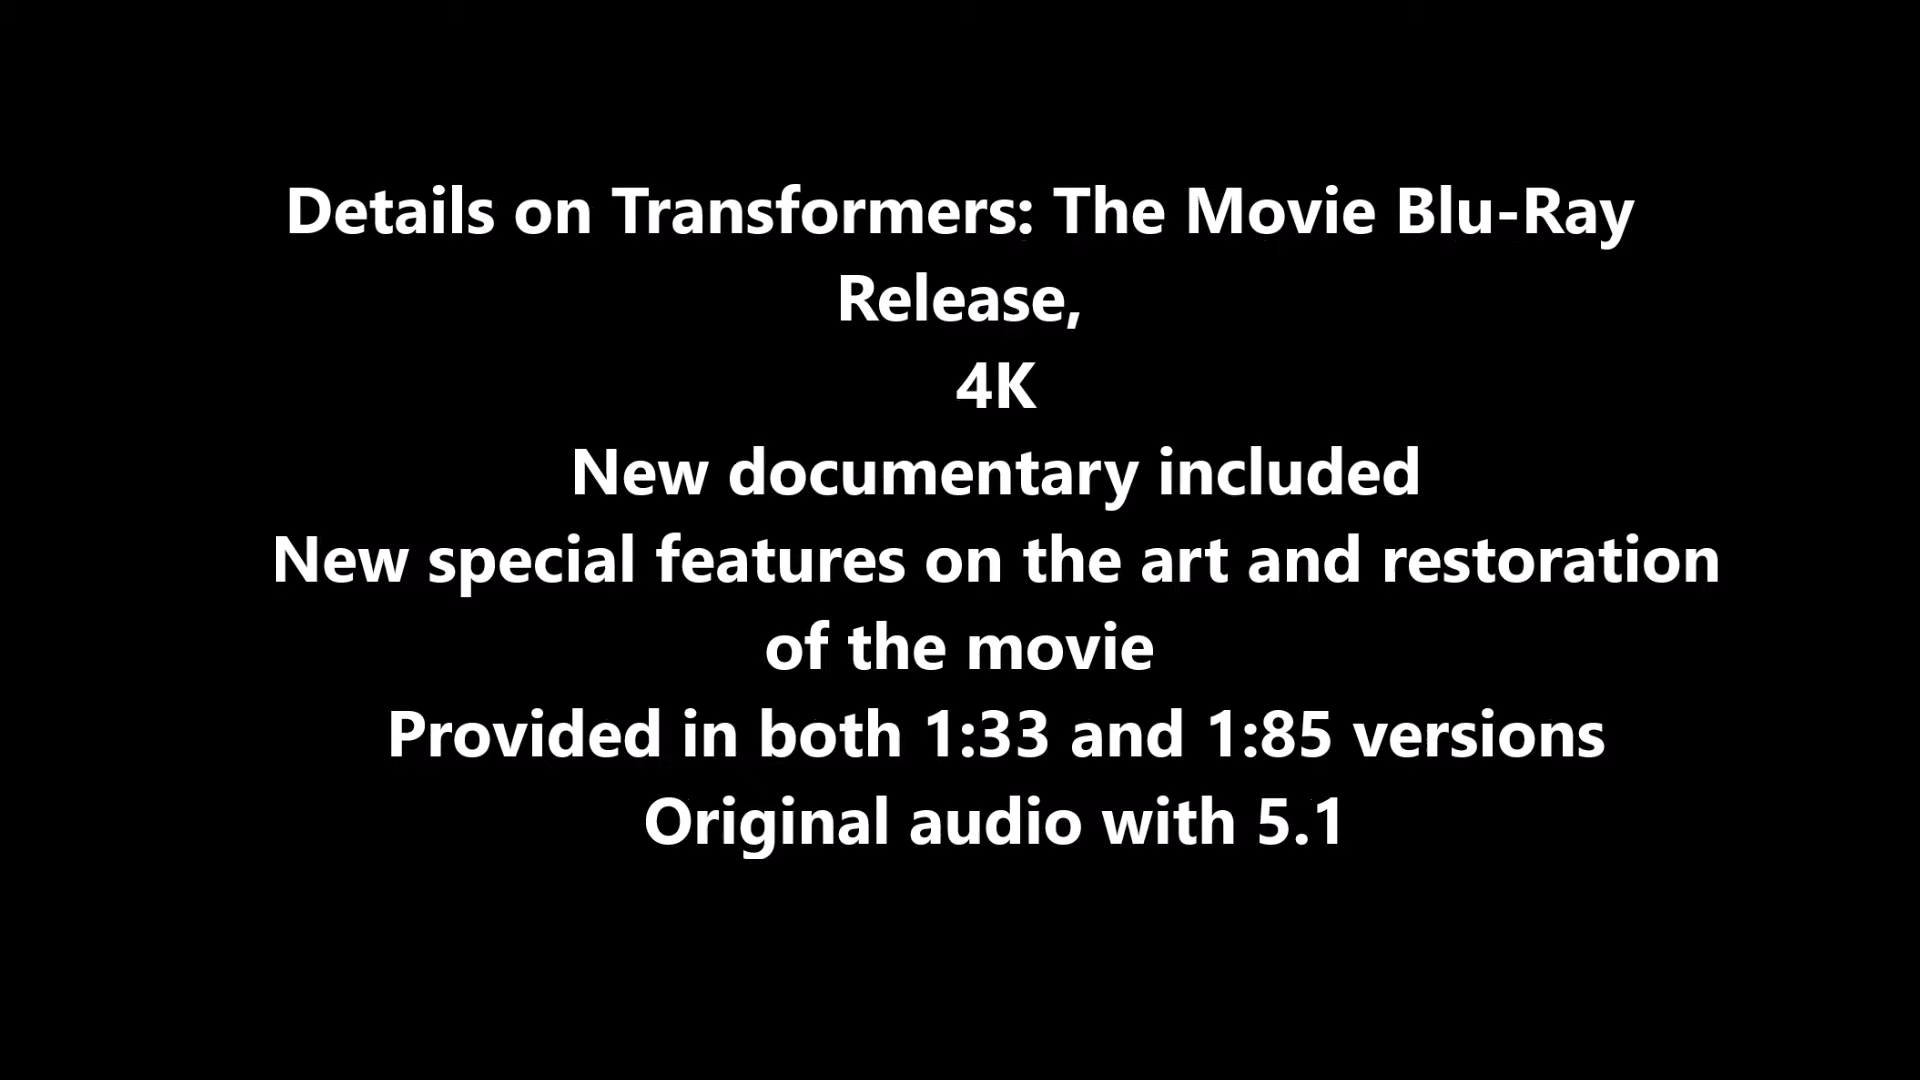 Details on Transformers: The Movie Blu-Ray
Release,
4K
New documentary included
New special features on the art and restoration
of the movie
Provided in both 1:33 and 1:85 versions
Original audio with 5.1